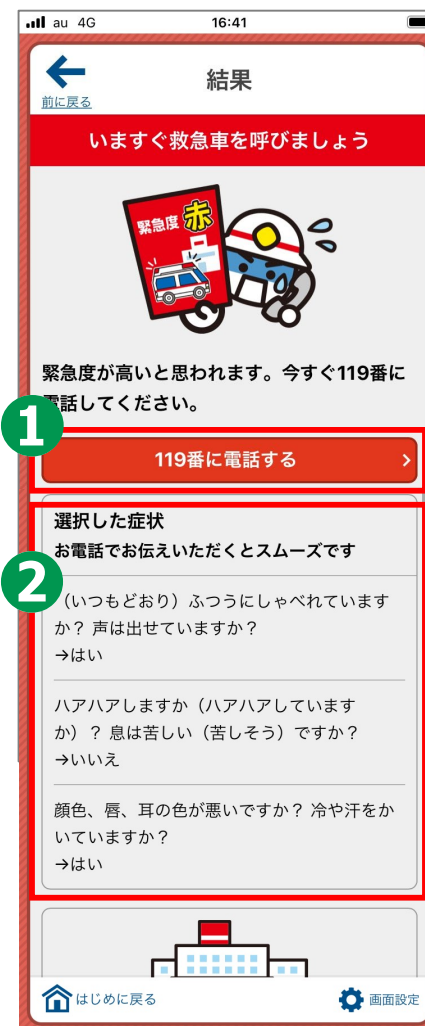 au 4G 16:41
前に戻る
結果
いますぐ救急車を呼びましょう
緊急度 赤
緊急度が高いと思われます。今すぐ119番に
電話してください。
1
119番に電話する
選択した症状
お電話でお伝えいただくとスムーズです
2
（いつもどおり）ふつうにしゃべれています
か？ 声は出せていますか？
→はい
ハアハアしますか（ハアハアしています
か）？ 息は苦しい（苦しそう）ですか？
→いいえ
顔色、唇、耳の色が悪いですか？ 冷や汗をか
いていますか？
→はい
はじめに戻る
画面設定